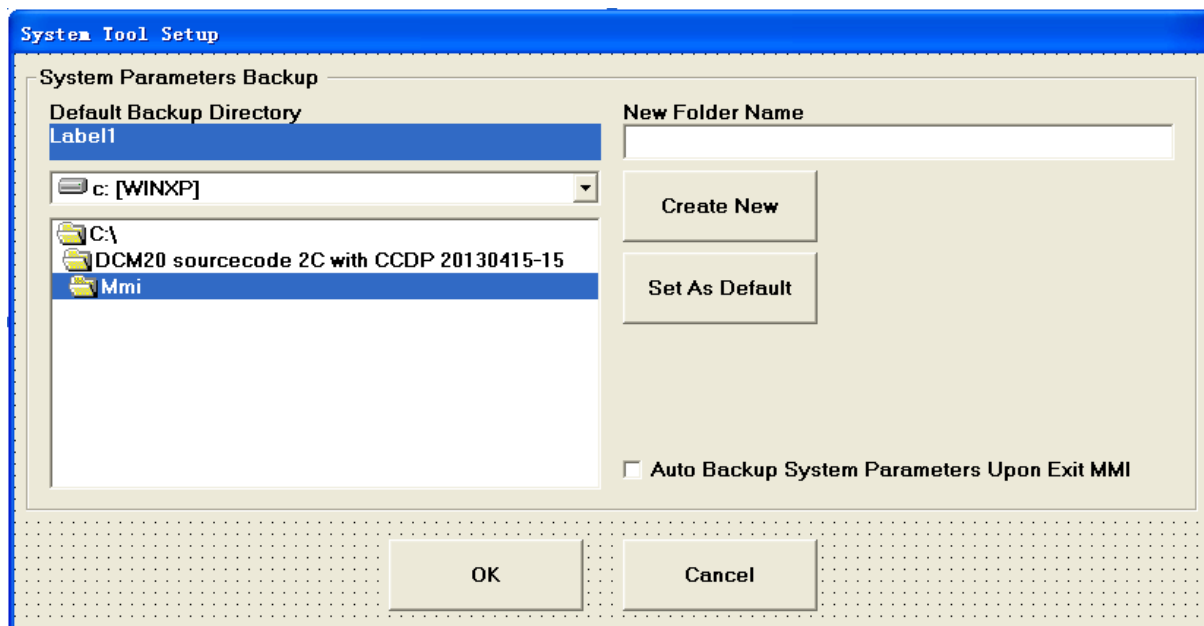 System Tool Setup
System Parameters Backup
Default Backup Directory
Label1
c: [WINXP]
C:\
DCM20 sourcecode 2C with CCDP 20130415-15
Mmi
New Folder Name
Create New
Set As Default
Auto Backup System Parameters Upon Exit MMI
OK
Cancel